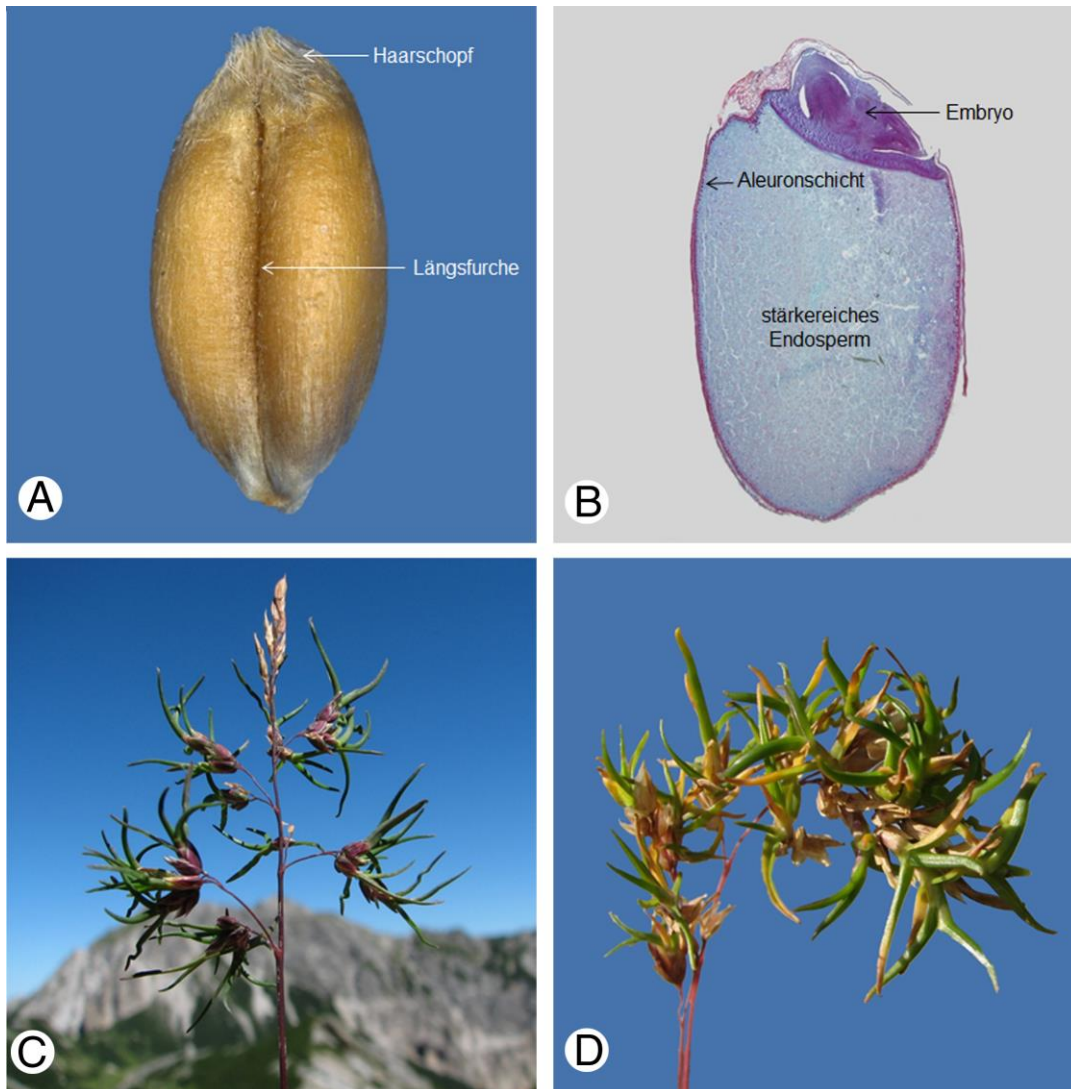 Haarschopf
Längsfurche
A
Embryo
Aleuronschicht
stärkereiches
Endosperm
B
C
D